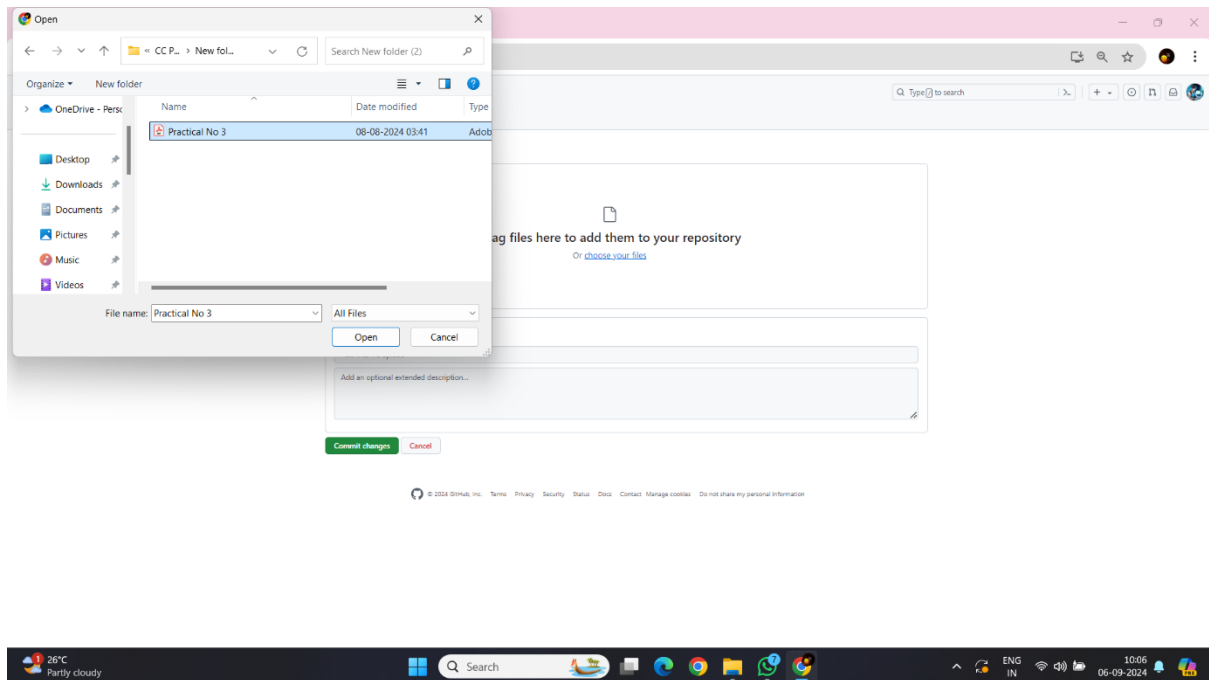 Open
« CC P... › New fol...
Search New folder (2)
Organize
New folder
OneDrive - Perso
Name
Date modified
Type
Practical No 3
08-08-2024 03:41
Adob
Desktop
Downloads
Documents
Pictures
Music
Videos
File name:
Practical No 3
All Files
Open
Cancel
Type / to search
ag files here to add them to your repository
Or choose your files
Add an optional extended description...
Commit changes
Cancel
© 2024 GitHub, Inc. Terms Privacy Security Status Docs Contact Manage cookies Do not share my personal information
1
26°C
Partly cloudy
Search
7
ENG
IN
10:06
06-09-2024